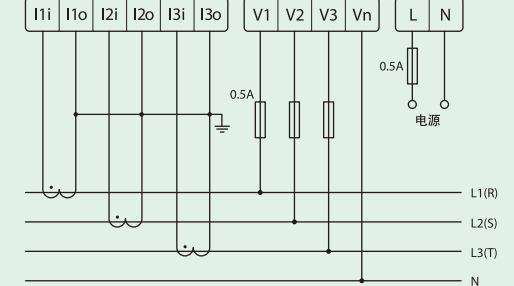 I1i I1o I2i I2o I3i I3o V1 V2 V3 Vn L N
0.5A
0.5A
电源
L1(R)
L2(S)
L3(T)
N